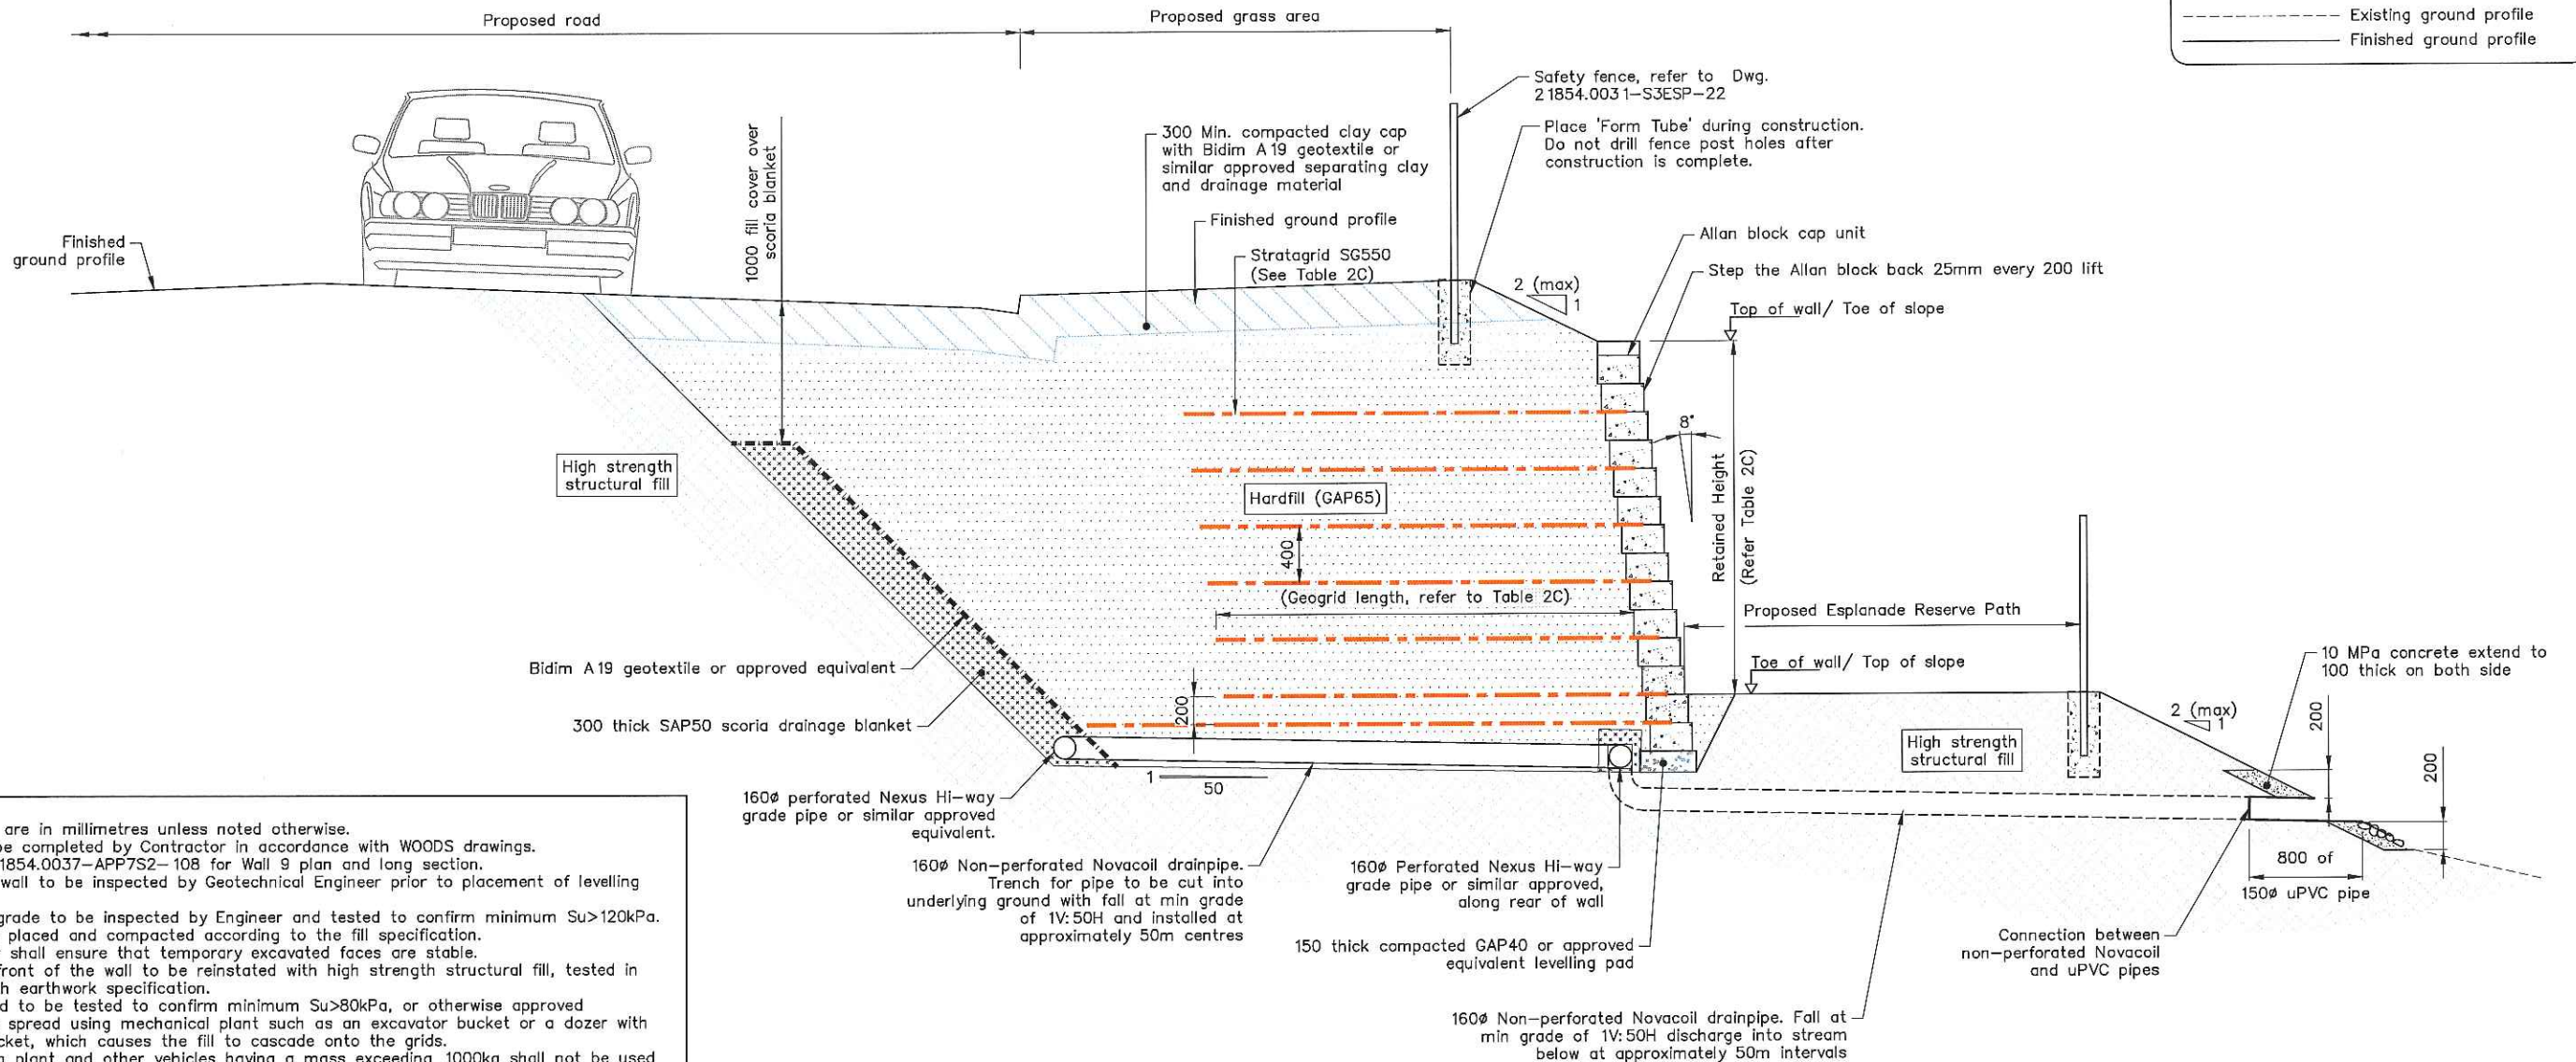 Proposed road
Proposed grass area
Existing ground profile
Finished ground profile
Safety fence, refer to Dwg.
21854.0031-S3ESP-22
Place 'Form Tube' during construction.
Do not drill fence post holes after
construction is complete.
300 Min. compacted clay cap
with Bidim A19 geotextile or
similar approved separating clay
and drainage material
1000 fill cover over
scoria blanket
Finished ground profile
Finished
ground profile
Stratagrid SG550
(See Table 2C)
Allan block cap unit
Step the Allan block back 25mm every 200 lift
2 (max)
1
Top of wall/ Toe of slope
8°
High strength
structural fill
Hardfill (GAP65)
Retained Height
(Refer Table 2C)
400
(Geogrid length, refer to Table 2C)
Proposed Esplanade Reserve Path
Bidim A19 geotextile or approved equivalent
Toe of wall/ Top of slope
10 MPa concrete extend to
100 thick on both side
300 thick SAP50 scoria drainage blanket
200
2 (max)
1
200
200
High strength
structural fill
1
50
160ø perforated Nexus Hi-way
grade pipe or similar approved
equivalent.
160ø Non-perforated Novacoil drainpipe.
Trench for pipe to be cut into
underlying ground with fall at min grade
of 1V:50H and installed at
approximately 50m centres
160ø Perforated Nexus Hi-way
grade pipe or similar approved,
along rear of wall
150 thick compacted GAP40 or approved
equivalent levelling pad
800 of
150ø uPVC pipe
Connection between
non-perforated Novacoil
and uPVC pipes
160ø Non-perforated Novacoil drainpipe. Fall at
min grade of 1V:50H discharge into stream
below at approximately 50m intervals
are in millimetres unless noted otherwise.
be completed by Contractor in accordance with WOODS drawings.
1854.0037-APP7S2-108 for Wall 9 plan and long section.
wall to be inspected by Geotechnical Engineer prior to placement of levelling
grade to be inspected by Engineer and tested to confirm minimum Su>120kPa.
placed and compacted according to the fill specification.
shall ensure that temporary excavated faces are stable.
front of the wall to be reinstated with high strength structural fill, tested in
h earthwork specification.
d to be tested to confirm minimum Su>80kPa, or otherwise approved
spread using mechanical plant such as an excavator bucket or a dozer with
cket, which causes the fill to cascade onto the grids.
plant and other vehicles having a mass exceeding 1000kg shall not be used